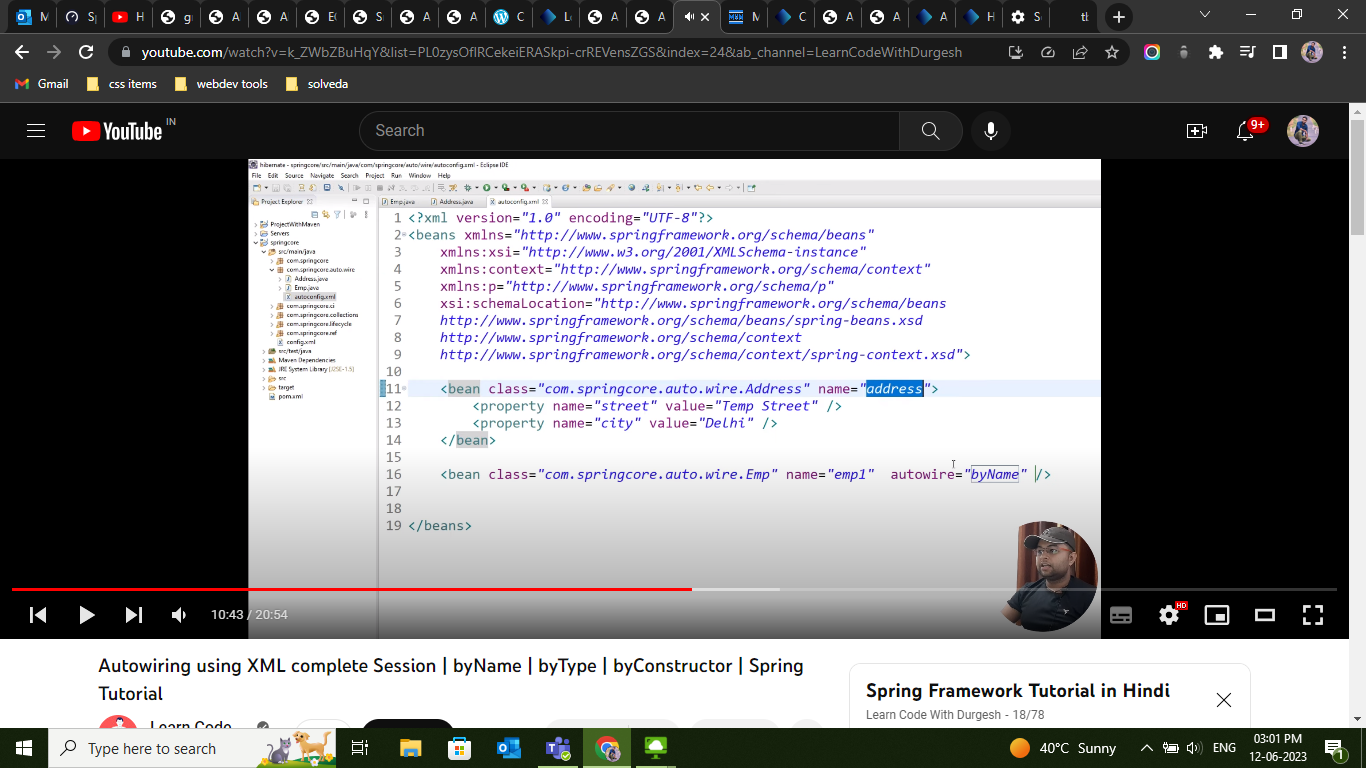 youtube.com/watch?v=k_ZWbZBuHqY&list=PL0zysOflRCekeiERASkpi-crREVensZGS&index=24&ab_channel=LearnCodeWithDurgesh
Gmail css items webdev tools solveda
YouTube IN
Search
9+
hibernate - springcore/src/main/java/com/springcore/auto/wire/autoconfig.xml - Eclipse IDE
File Edit Source Navigate Search Project Run Window Help
Project Explorer
Emp.java Address.java autoconfig.xml
ProjectWithMaven
Servers
springcore
src/main/java
com.springcore
com.springcore.auto.wire
Address.java
Emp.java
autoconfig.xml
com.springcore.ci
com.springcore.collections
com.springcore.lifecycle
com.springcore.ref
config.xml
src/test/java
Maven Dependencies
JRE System Library [J2SE-1.5]
src
target
pom.xml
1 <?xml version="1.0" encoding="UTF-8"?>
2 <beans xmlns="http://www.springframework.org/schema/beans"
3 xmlns:xsi="http://www.w3.org/2001/XMLSchema-instance"
4 xmlns:context="http://www.springframework.org/schema/context"
5 xmlns:p="http://www.springframework.org/schema/p"
6 xsi:schemaLocation="http://www.springframework.org/schema/beans
7 http://www.springframework.org/schema/beans/spring-beans.xsd
8 http://www.springframework.org/schema/context
9 http://www.springframework.org/schema/context/spring-context.xsd">
10
11 <bean class="com.springcore.auto.wire.Address" name="address">
12 <property name="street" value="Temp Street" />
13 <property name="city" value="Delhi" />
14 </bean>
15
16 <bean class="com.springcore.auto.wire.Emp" name="emp1" autowire="byName" />
17
18
19 </beans>
10:43 / 20:54
HD
Autowiring using XML complete Session | byName | byType | byConstructor | Spring
Tutorial
Learn Code
Spring Framework Tutorial in Hindi
Learn Code With Durgesh - 18/78
Type here to search
40°C Sunny
ENG
03:01 PM
12-06-2023
1